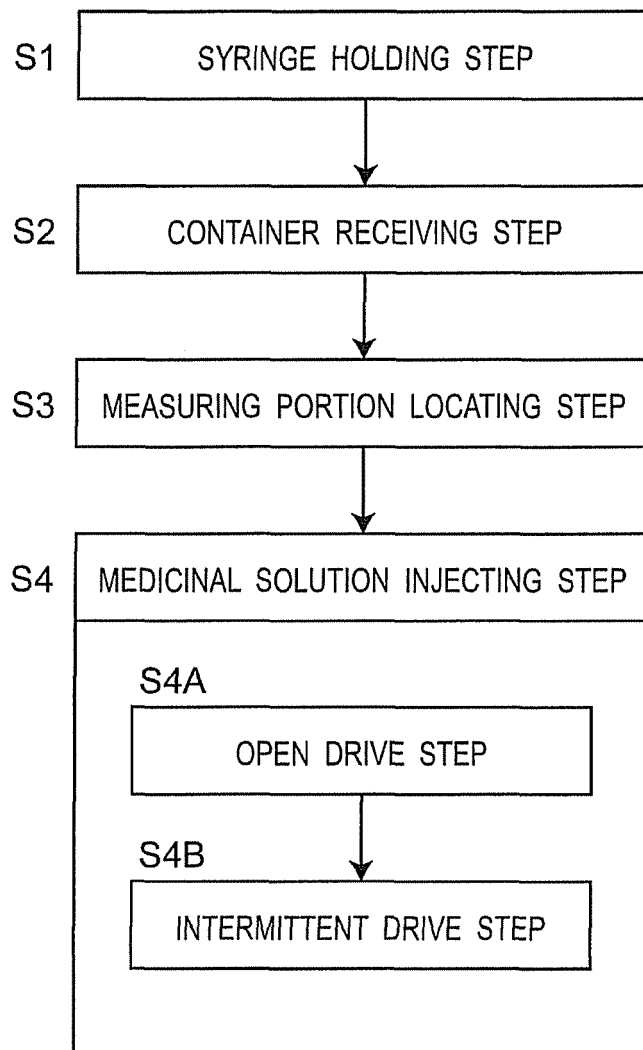 S1 SYRINGE HOLDING STEP
S2 CONTAINER RECEIVING STEP
S3 MEASURING PORTION LOCATING STEP
S4 MEDICINAL SOLUTION INJECTING STEP
S4A
OPEN DRIVE STEP
S4B
INTERMITTENT DRIVE STEP